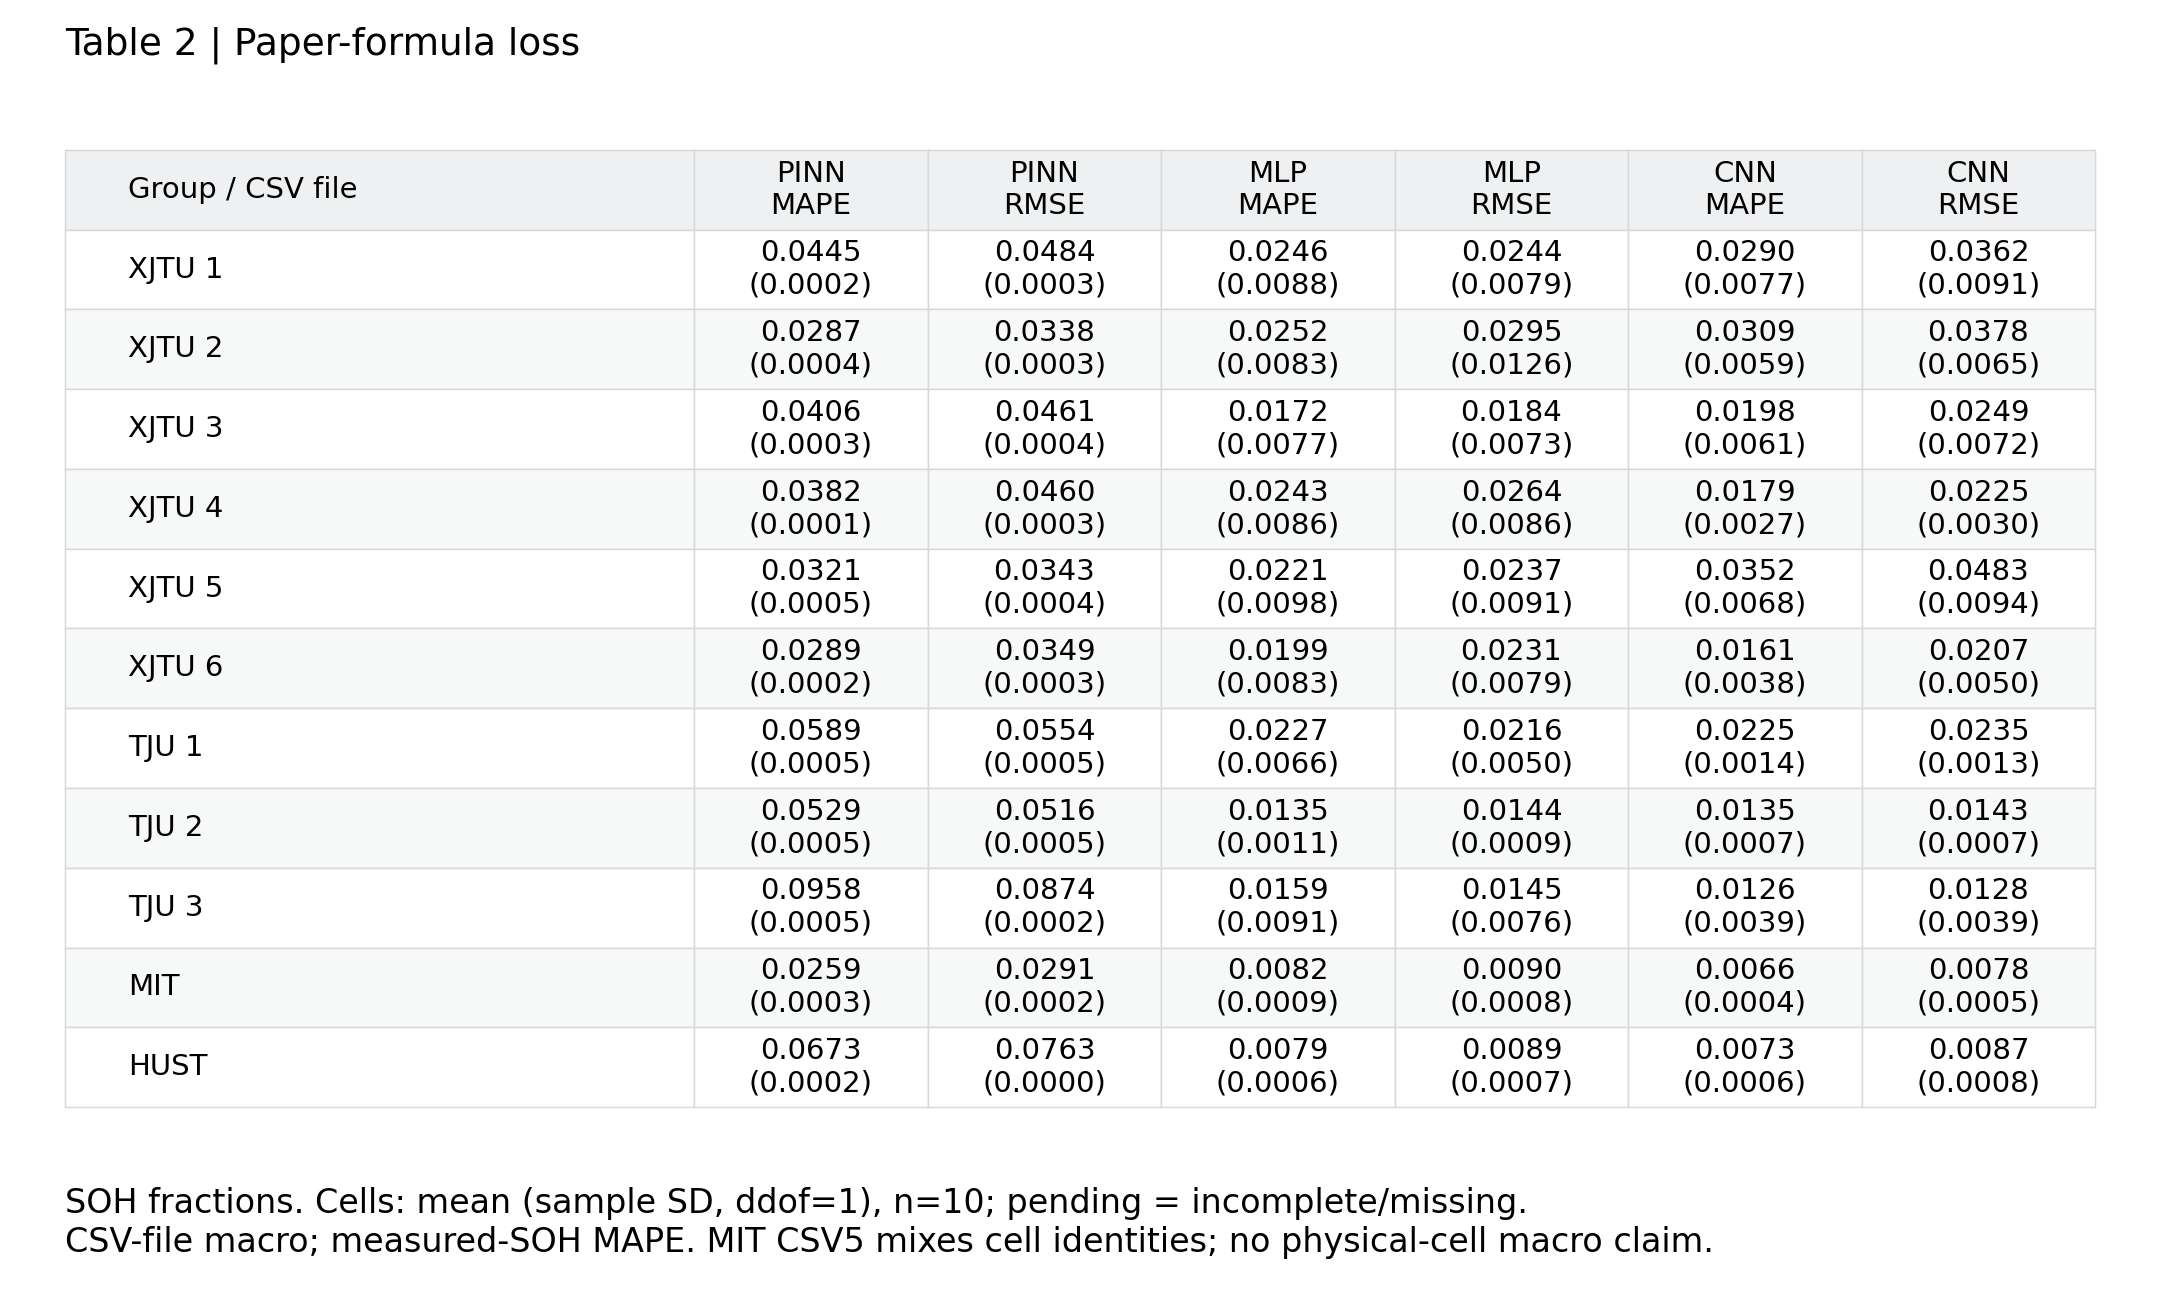 Table 2 | Paper-formula loss
Group / CSV file PINN MAPE PINN RMSE MLP MAPE MLP RMSE CNN MAPE CNN RMSE
XJTU 1 0.0445 (0.0002) 0.0484 (0.0003) 0.0246 (0.0088) 0.0244 (0.0079) 0.0290 (0.0077) 0.0362 (0.0091)
XJTU 2 0.0287 (0.0004) 0.0338 (0.0003) 0.0252 (0.0083) 0.0295 (0.0126) 0.0309 (0.0059) 0.0378 (0.0065)
XJTU 3 0.0406 (0.0003) 0.0461 (0.0004) 0.0172 (0.0077) 0.0184 (0.0073) 0.0198 (0.0061) 0.0249 (0.0072)
XJTU 4 0.0382 (0.0001) 0.0460 (0.0003) 0.0243 (0.0086) 0.0264 (0.0086) 0.0179 (0.0027) 0.0225 (0.0030)
XJTU 5 0.0321 (0.0005) 0.0343 (0.0004) 0.0221 (0.0098) 0.0237 (0.0091) 0.0352 (0.0068) 0.0483 (0.0094)
XJTU 6 0.0289 (0.0002) 0.0349 (0.0003) 0.0199 (0.0083) 0.0231 (0.0079) 0.0161 (0.0038) 0.0207 (0.0050)
TJU 1 0.0589 (0.0005) 0.0554 (0.0005) 0.0227 (0.0066) 0.0216 (0.0050) 0.0225 (0.0014) 0.0235 (0.0013)
TJU 2 0.0529 (0.0005) 0.0516 (0.0005) 0.0135 (0.0011) 0.0144 (0.0009) 0.0135 (0.0007) 0.0143 (0.0007)
TJU 3 0.0958 (0.0005) 0.0874 (0.0002) 0.0159 (0.0091) 0.0145 (0.0076) 0.0126 (0.0039) 0.0128 (0.0039)
MIT 0.0259 (0.0003) 0.0291 (0.0002) 0.0082 (0.0009) 0.0090 (0.0008) 0.0066 (0.0004) 0.0078 (0.0005)
HUST 0.0673 (0.0002) 0.0763 (0.0000) 0.0079 (0.0006) 0.0089 (0.0007) 0.0073 (0.0006) 0.0087 (0.0008)
SOH fractions. Cells: mean (sample SD, ddof=1), n=10; pending = incomplete/missing.
CSV-file macro; measured-SOH MAPE. MIT CSV5 mixes cell identities; no physical-cell macro claim.